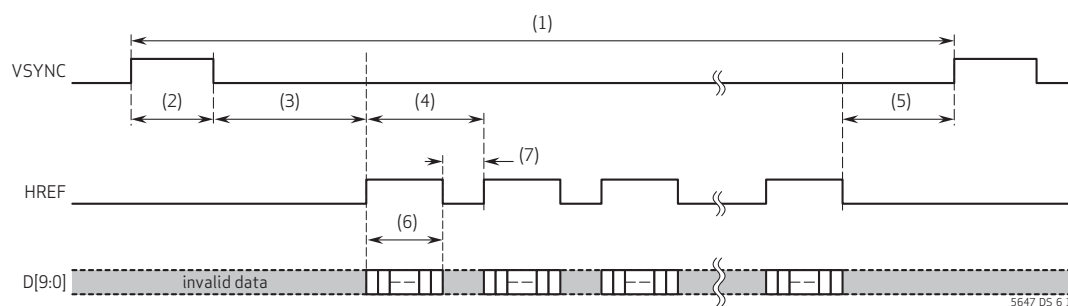 (1)
VSYNC
(2)
(3)
(4)
(5)
(7)
HREF
(6)
D[9:0]
invalid data